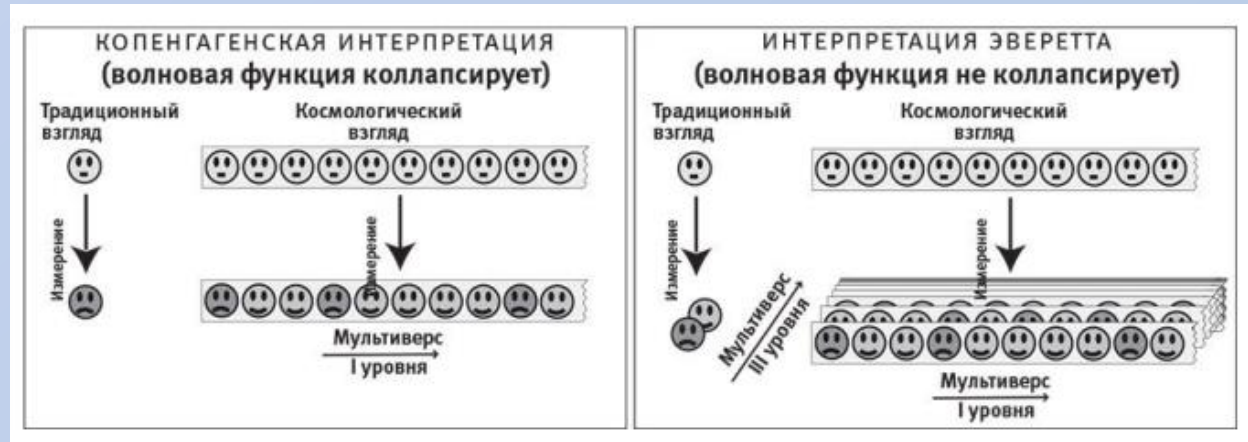 КОПЕНГАГЕНСКАЯ ИНТЕРПРЕТАЦИЯ
(волновая функция коллапсирует)
Традиционный
взгляд
Космологический
взгляд
Измерение
Измерение
Мультиверс
I уровня
ИНТЕРПРЕТАЦИЯ ЭВЕРЕТТА
(волновая функция не коллапсирует)
Традиционный
взгляд
Космологический
взгляд
Измерение
Измерение
Мультиверс
III уровня
Мультиверс
I уровня